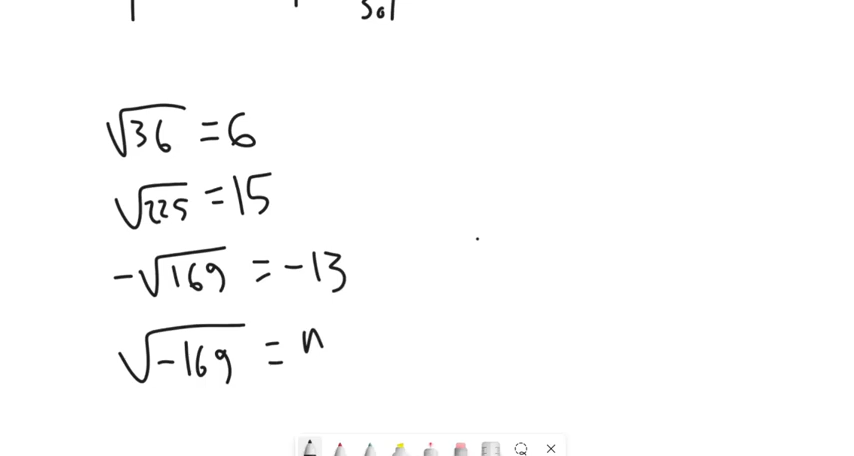 √36 = 6
√225 = 15
-√169 = -13
√-169 = n